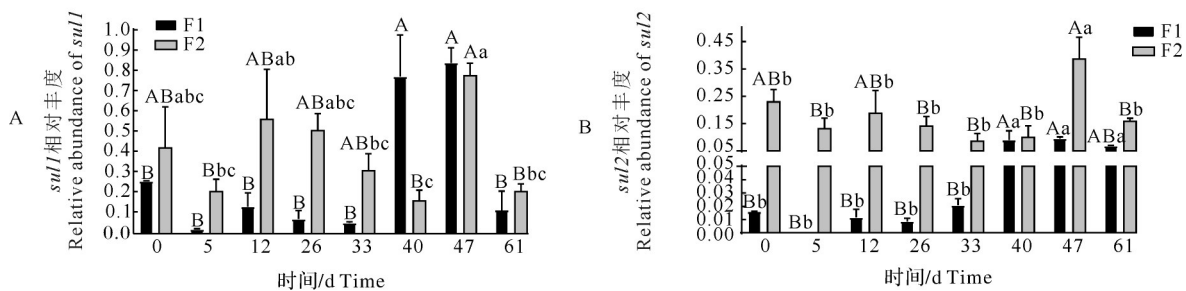 A
sul1相对丰度
Relative abundance of sul1
1.0
0.9
0.8
0.7
0.6
0.5
0.4
0.3
0.2
0.1
0.0
F1
F2
B ABabc
B Bbc
B ABab
B ABabc
B ABbc
A Bc
A Aa
B Bbc
0 5 12 26 33 40 47 61
时间/d Time
B
sul2相对丰度
Relative abundance of sul2
0.45
0.35
0.25
0.15
0.05
0.05
0.04
0.03
0.02
0.01
0.00
F1
F2
Bb ABb
Bb Bb
Bb ABb
Bb Bb
Bb Bb
Aa Bb
Aa Aa
ABa Bb
0 5 12 26 33 40 47 61
时间/d Time